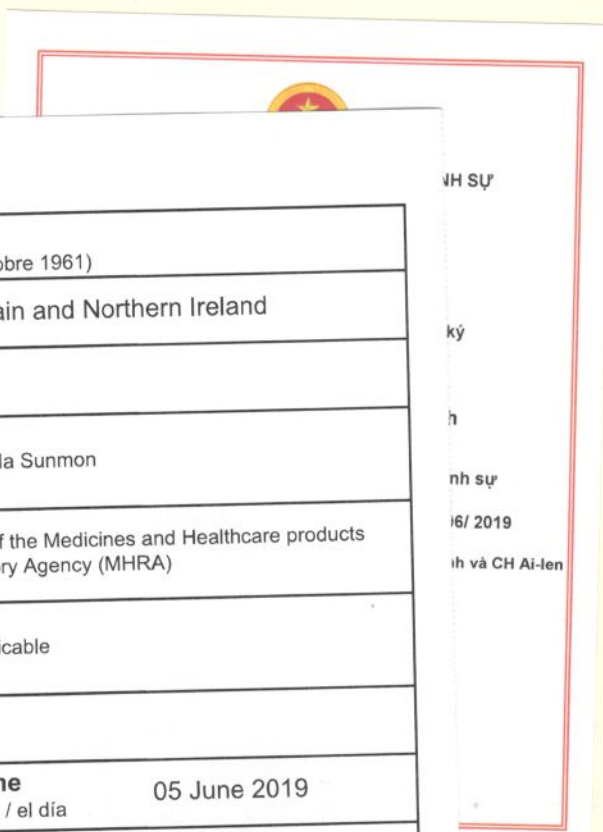 NH SỰ
obre 1961)
ain and Northern Ireland
ký
h
la Sunmon
nh sự
06/ 2019
f the Medicines and Healthcare products
ry Agency (MHRA)
nh và CH Ai-len
icable
ne
05 June 2019
/ el día